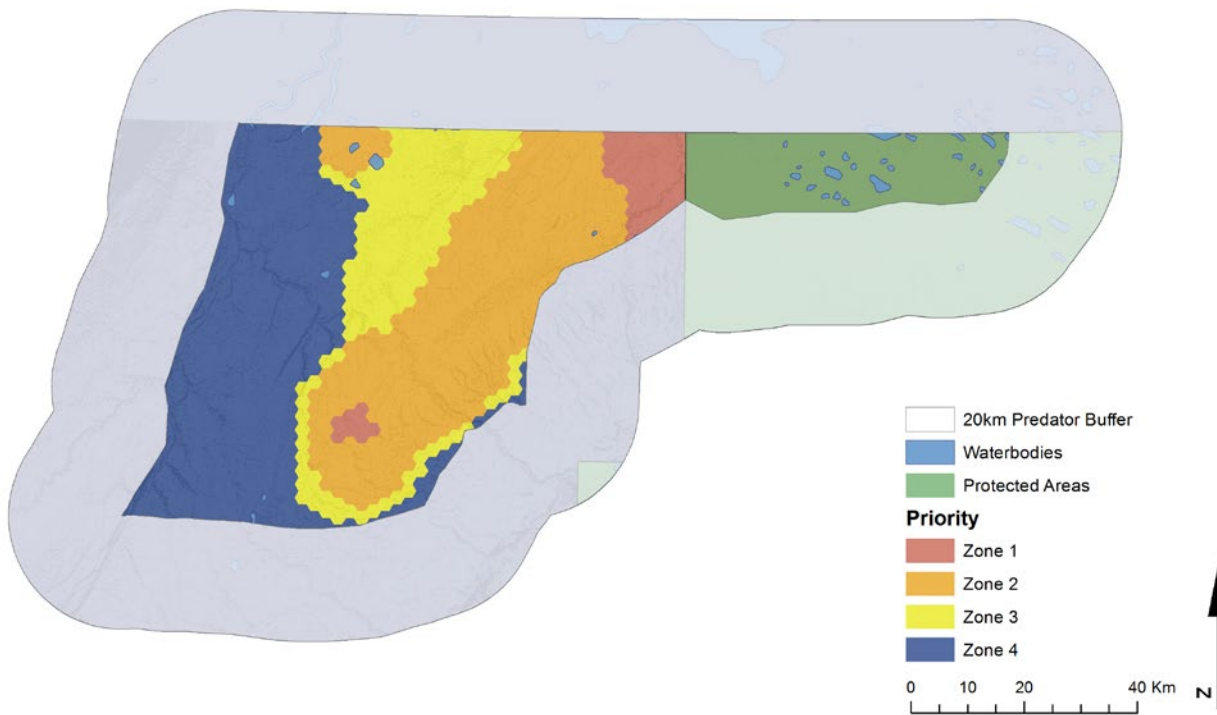 20km Predator Buffer
Waterbodies
Protected Areas
Priority
Zone 1
Zone 2
Zone 3
Zone 4
0 10 20 40 Km
N